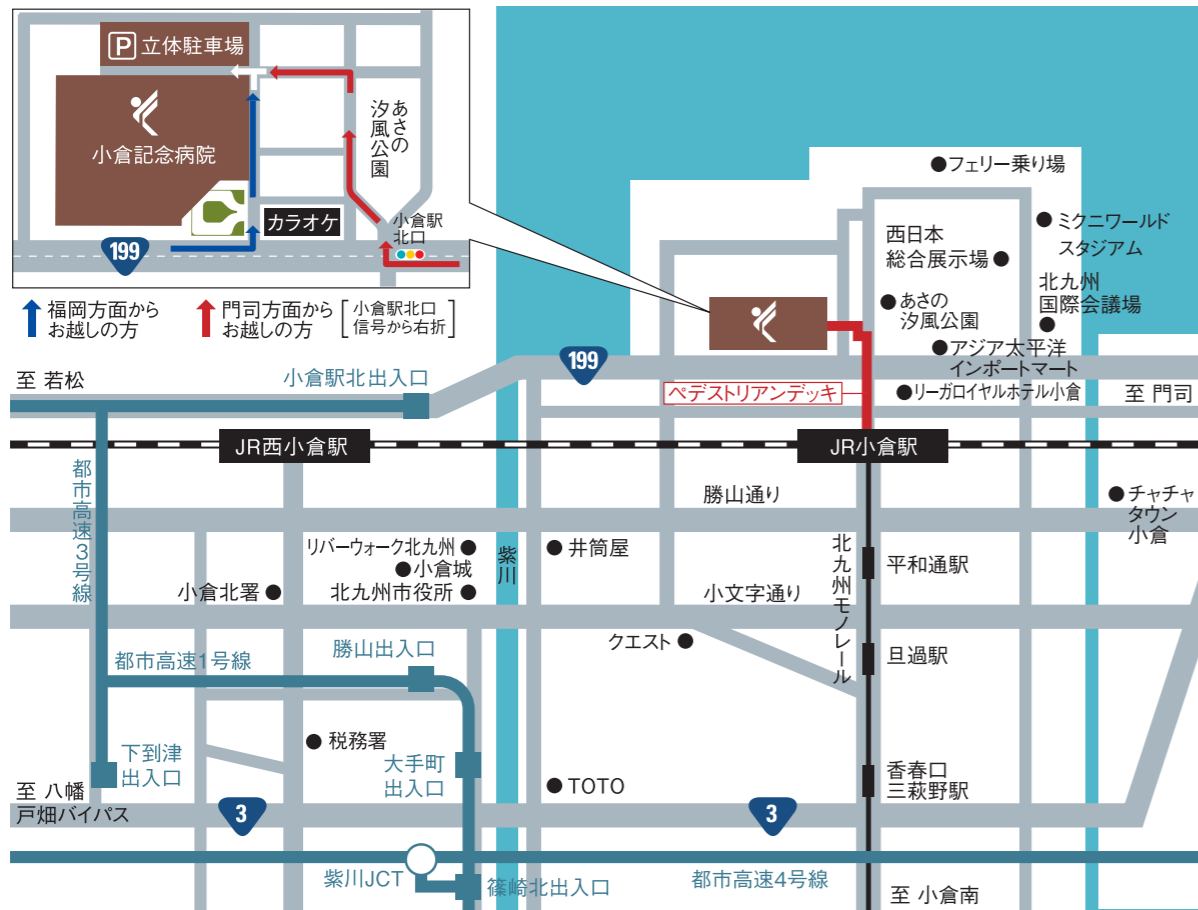 P 立体駐車場
小倉記念病院
あさの
汐風公園
カラオケ
小倉駅
北口
199
福岡方面から
お越しの方
門司方面から
お越しの方
小倉駅北口
信号から右折
フェリー乗り場
ミクニワールド
スタジアム
西日本
総合展示場
北九州
国際会議場
あさの
汐風公園
アジア太平洋
インポートマート
リーガロイヤルホテル小倉
ペデストリアンデッキ
199
至 若松
小倉駅北出入口
至 門司
JR西小倉駅
JR小倉駅
都市高速3号線
勝山通り
チャチャ
タウン
小倉
リバーウォーク北九州
小倉城
北九州市役所
小倉北署
紫川
井筒屋
北九州モノレール
平和通駅
小文字通り
クエスト
旦過駅
都市高速1号線
勝山出入口
税務署
下到津
出入口
大手町
出入口
TOTO
香春口
三萩野駅
至 八幡
戸畑バイパス
3
3
紫川JCT
篠崎北出入口
都市高速4号線
至 小倉南